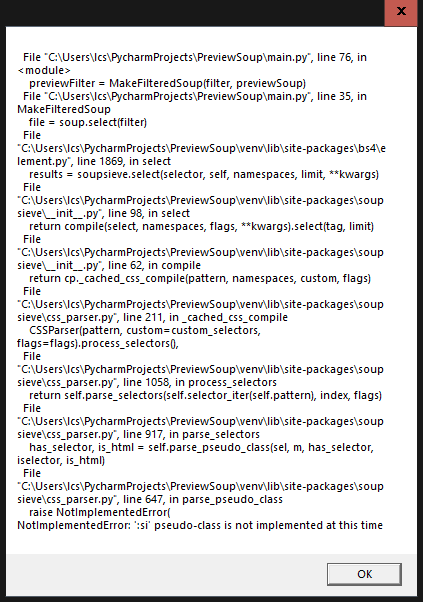 x
File "C:\Users\Ics\PycharmProjects\PreviewSoup\main.py", line 76, in
<module>
previewFilter = MakeFilteredSoup(filter, previewSoup)
File "C:\Users\Ics\PycharmProjects\PreviewSoup\main.py", line 35, in
MakeFilteredSoup
file = soup.select(filter)
File
"C:\Users\Ics\PycharmProjects\PreviewSoup\venv\lib\site-packages\bs4\e
lement.py", line 1869, in select
results = soupsieve.select(selector, self, namespaces, limit, **kwargs)
File
"C:\Users\Ics\PycharmProjects\PreviewSoup\venv\lib\site-packages\soup
sieve\__init__.py", line 98, in select
return compile(select, namespaces, flags, **kwargs).select(tag, limit)
File
"C:\Users\Ics\PycharmProjects\PreviewSoup\venv\lib\site-packages\soup
sieve\__init__.py", line 62, in compile
return cp._cached_css_compile(pattern, namespaces, custom, flags)
File
"C:\Users\Ics\PycharmProjects\PreviewSoup\venv\lib\site-packages\soup
sieve\css_parser.py", line 211, in _cached_css_compile
CSSParser(pattern, custom=custom_selectors,
flags=flags).process_selectors(),
File
"C:\Users\Ics\PycharmProjects\PreviewSoup\venv\lib\site-packages\soup
sieve\css_parser.py", line 1058, in process_selectors
return self.parse_selectors(self.selector_iter(self.pattern), index, flags)
File
"C:\Users\Ics\PycharmProjects\PreviewSoup\venv\lib\site-packages\soup
sieve\css_parser.py", line 917, in parse_selectors
has_selector, is_html = self.parse_pseudo_class(sel, m, has_selector,
iselector, is_html)
File
"C:\Users\Ics\PycharmProjects\PreviewSoup\venv\lib\site-packages\soup
sieve\css_parser.py", line 647, in parse_pseudo_class
raise NotImplementedError(
NotImplementedError: ':si' pseudo-class is not implemented at this time
OK